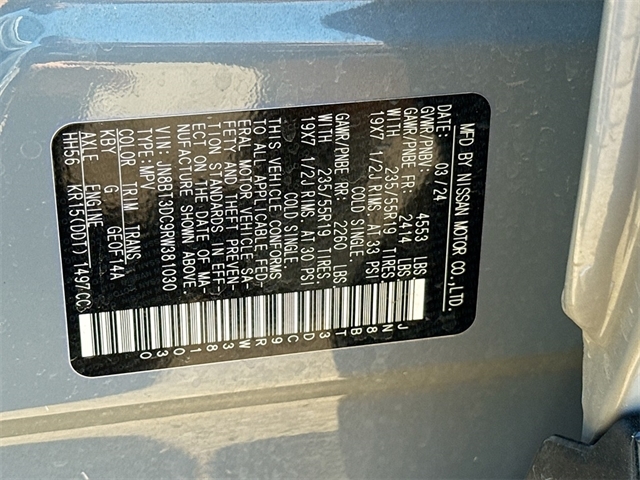 MFD BY NISSAN MOTOR CO.,LTD.
DATE: 03/24
GVWR/PNBV: 4553 LBS
GAWR/PNBE FR: 2414 LBS
WITH 235/55R19 TIRES,
19X7 1/2J RIMS, AT 33 PSI
COLD SINGLE
GAWR/PNBE RR: 2260 LBS
WITH 235/55R19 TIRES,
19X7 1/2J RIMS, AT 30 PSI
COLD SINGLE
THIS VEHICLE CONFORMS
TO ALL APPLICABLE FED-
ERAL MOTOR VEHICLE SA-
FETY AND THEFT PREVEN-
TION STANDARDS IN EFF-
ECT ON THE DATE OF MA-
NUFACTURE SHOWN ABOVE
VIN: JN8BT3DC9RW381030
TYPE: MPV
COLOR TRIM TRANS.
KBY G GE0F14A
AXLE ENGINE
HH56 KR15(DDT) 1497CC
JN8BT3DC9RW381030